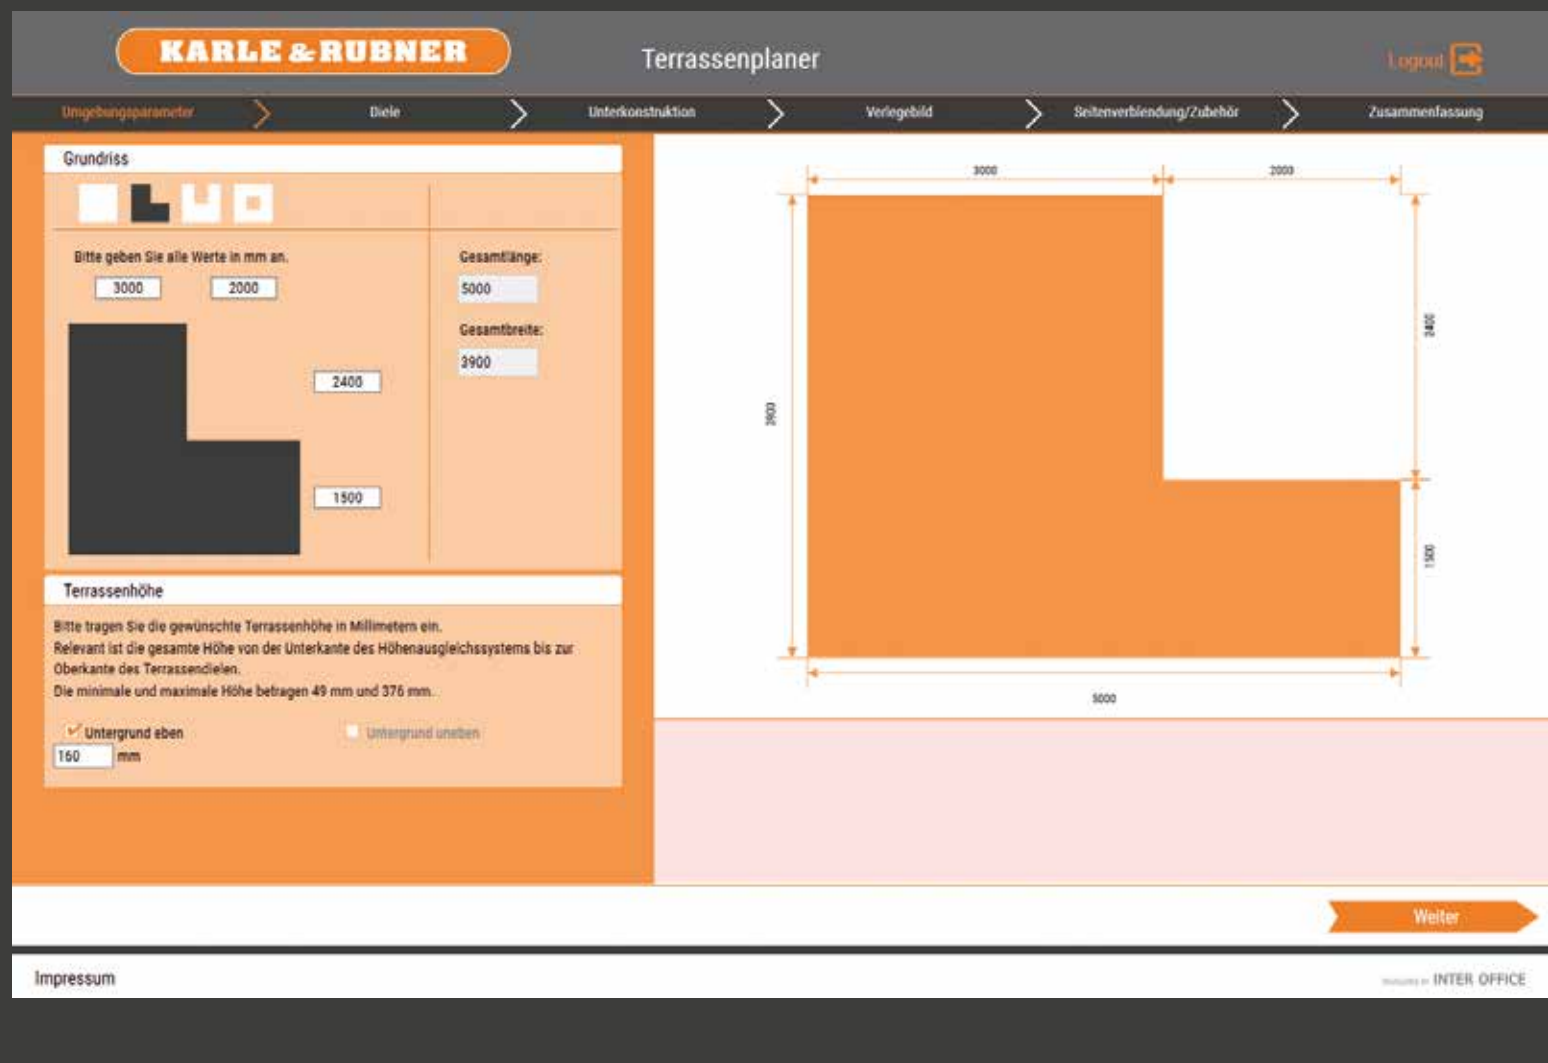 KARLE & RUBNER
Terrassenplaner
Logout
Umgebungsparameter
Diele
Unterkonstruktion
Verlegebild
Seitenverblendung/Zubehör
Zusammenfassung
Grundriss
Bitte geben Sie alle Werte in mm an.
3000
2000
2400
1500
Gesamtlänge:
5000
Gesamtbreite:
3900
Terrassenhöhe
Bitte tragen Sie die gewünschte Terrassenhöhe in Millimetern ein.
Relevant ist die gesamte Höhe von der Unterkante des Höhenausgleichssystems bis zur
Oberkante des Terrassendielen.
Die minimale und maximale Höhe betragen 49 mm und 376 mm.
Untergrund eben
Untergrund uneben
160 mm
3000
2000
2400
3900
1500
5000
Weiter
Impressum
INTER OFFICE